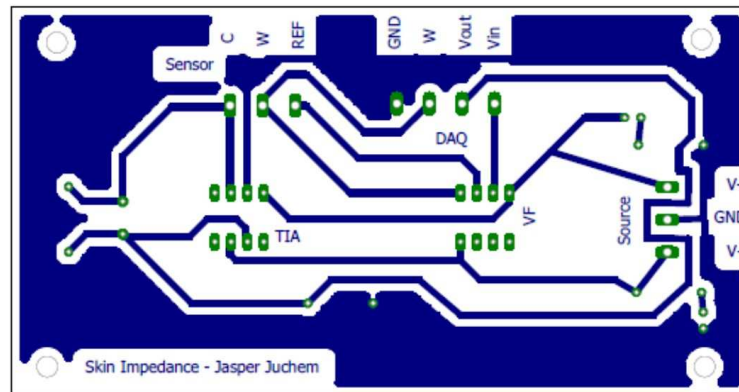 C
W
REF
GND
W
Vout
Vin
Sensor
DAQ
V-
VF
Source
GND
TIA
V-
Skin Impedance - Jasper Juchem